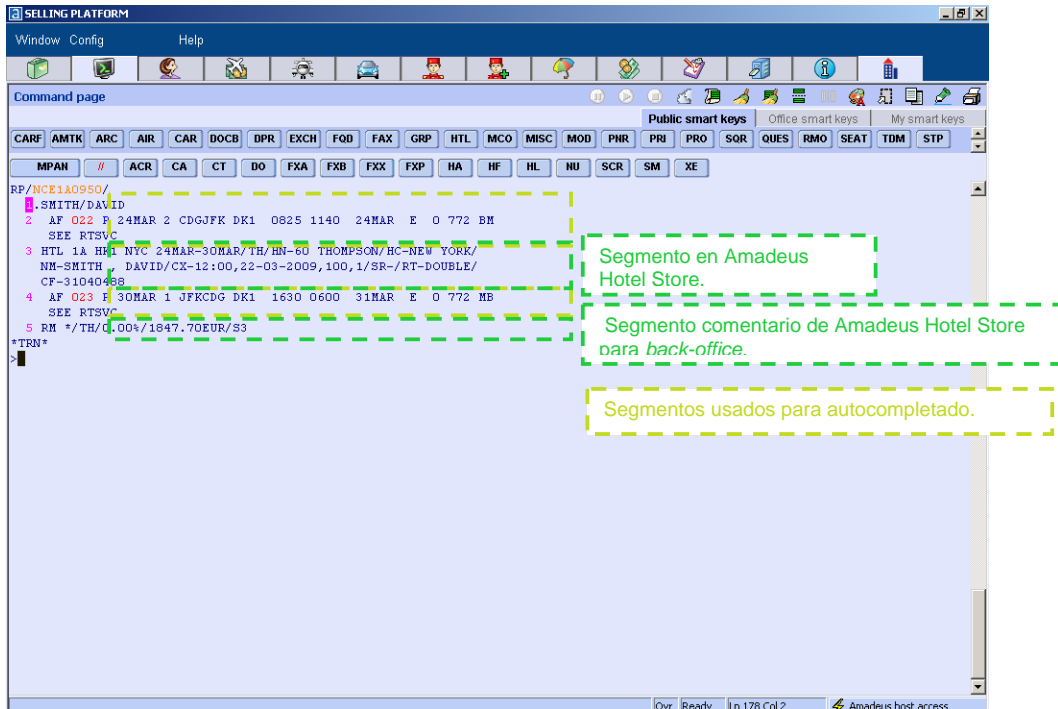 SELLING PLATFORM
Window Config Help
Command page
Public smart keys Office smart keys My smart keys
CARF AMTK ARC AIR CAR DOCB DPR EXCH FQD FAX GRP HTL MCO MISC MOD PNR PRI PRO SQR QUES RMO SEAT TDM STP
MPAN // ACR CA CT DO FXA FXB FXX FXP HA HF HL NU SCR SM XE
RP/NCE1A0950/
1.SMITH/DAVID
2 AF 022 P 24MAR 2 CDGJFK DK1 0825 1140 24MAR E 0 772 BM
SEE RTSVC
3 HTL 1A HK1 NYC 24MAR-30MAR/TH/HN-60 THOMPSON/HC-NEW YORK/
NM-SMITH , DAVID/CX-12:00,22-03-2009,100,1/SR-/RT-DOUBLE/
CF-31040488
4 AF 023 P 30MAR 1 JFKCDG DK1 1630 0600 31MAR E 0 772 MB
SEE RTSVC
5 RM */TH/0.00%/1847.70EUR/S3
*TRN*
>
Segmento en Amadeus
Hotel Store.
Segmento comentario de Amadeus Hotel Store
para back-office.
Segmentos usados para autocompletado.
Ovr Ready Ln 178 Col 2 Amadeus host access